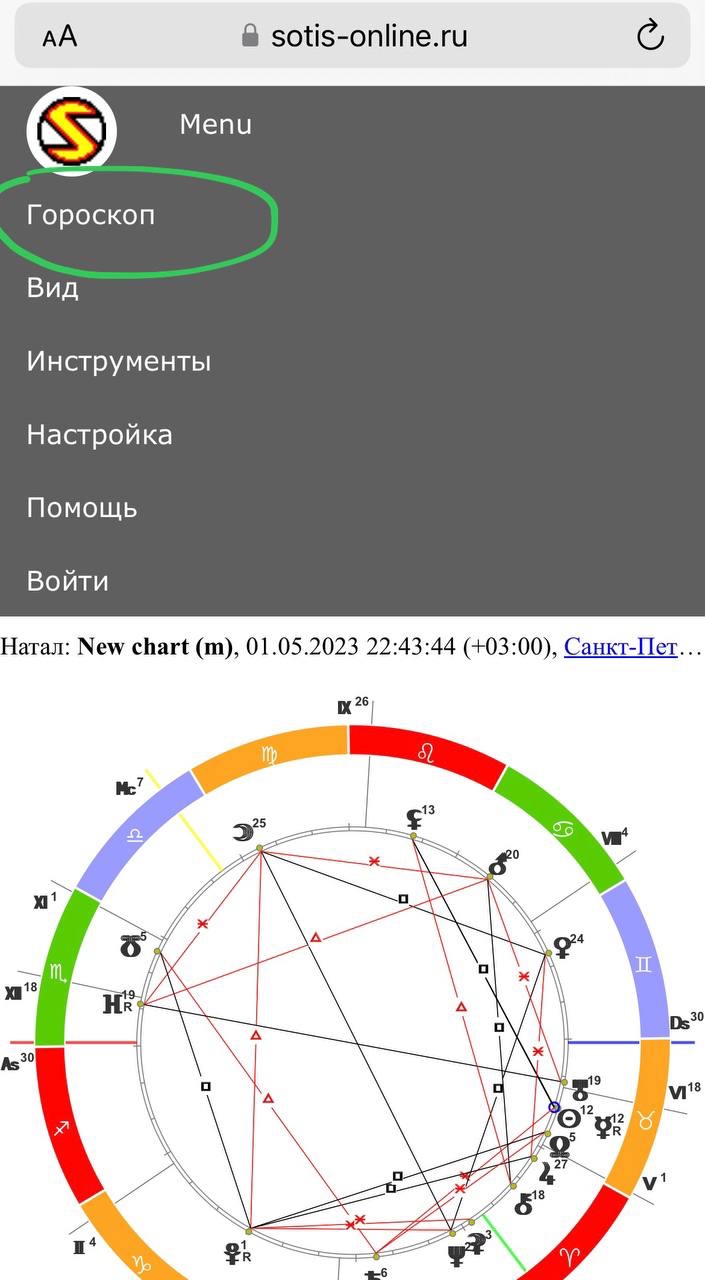 AA sotis-online.ru
Menu
Гороскоп
Вид
Инструменты
Настройка
Помощь
Войти
Натал: New chart (m), 01.05.2023 22:43:44 (+03:00), Санкт-Пет…
IX 26
Mc 7
25
13
20
VIII 4
XI 1
5
24
XII 18
19
R
Ds 30
As 30
19
VI 18
12
12
R
5
27
V 1
18
II 4
1
R
3
6